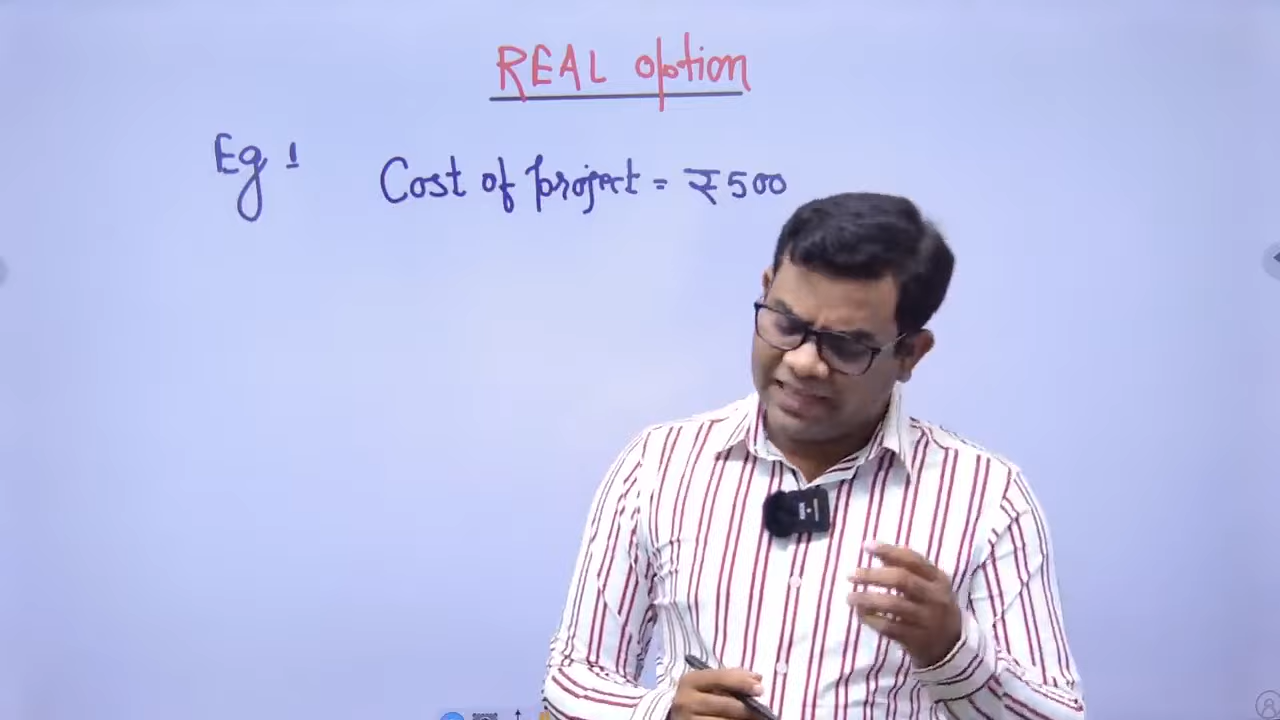 REAL option
Eg 1 Cost of project = ₹500